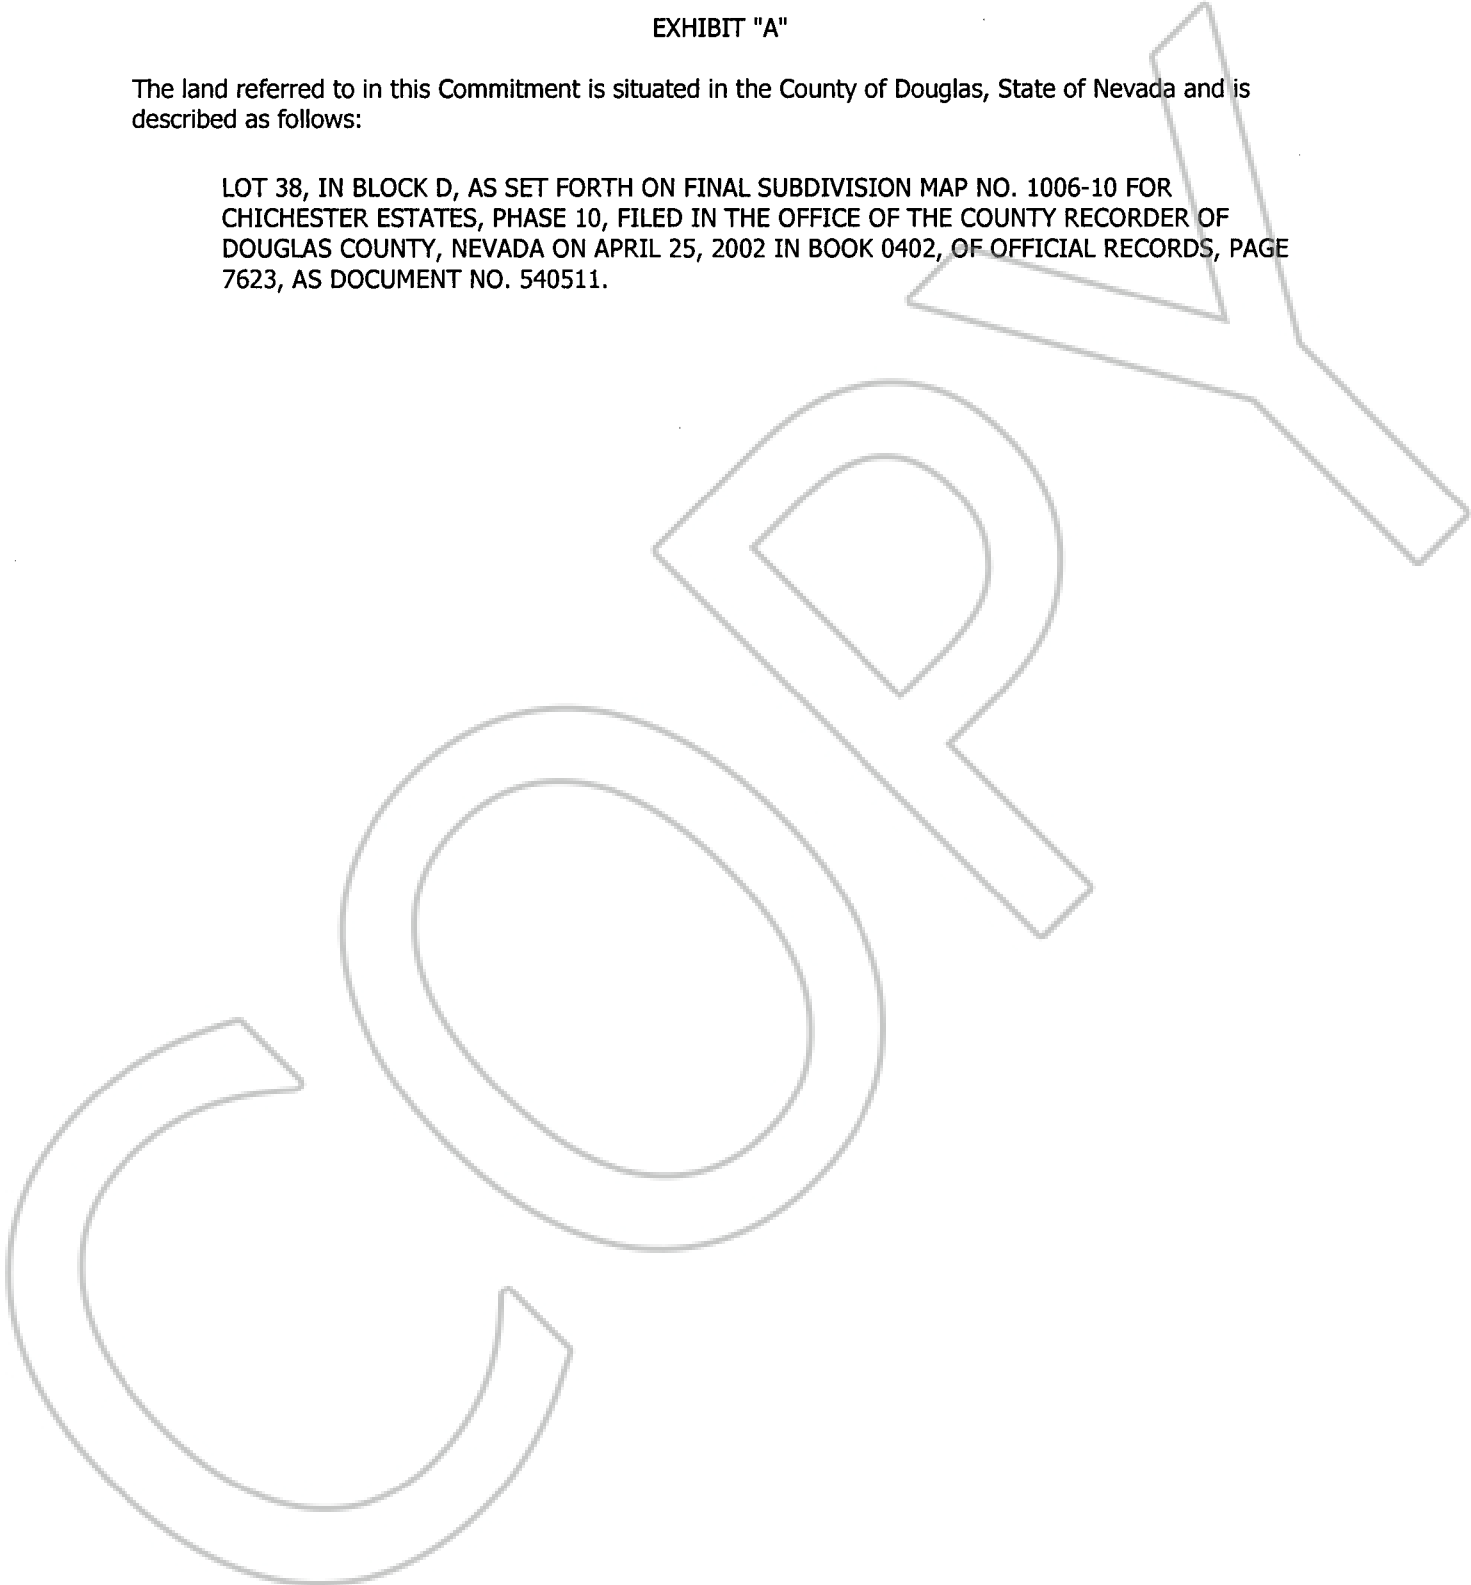 EXHIBIT "A"
The land referred to in this Commitment is situated in the County of Douglas, State of Nevada and is
described as follows:
LOT 38, IN BLOCK D, AS SET FORTH ON FINAL SUBDIVISION MAP NO. 1006-10 FOR
CHICHESTER ESTATES, PHASE 10, FILED IN THE OFFICE OF THE COUNTY RECORDER OF
DOUGLAS COUNTY, NEVADA ON APRIL 25, 2002 IN BOOK 0402, OF OFFICIAL RECORDS, PAGE
7623, AS DOCUMENT NO. 540511.
COPY